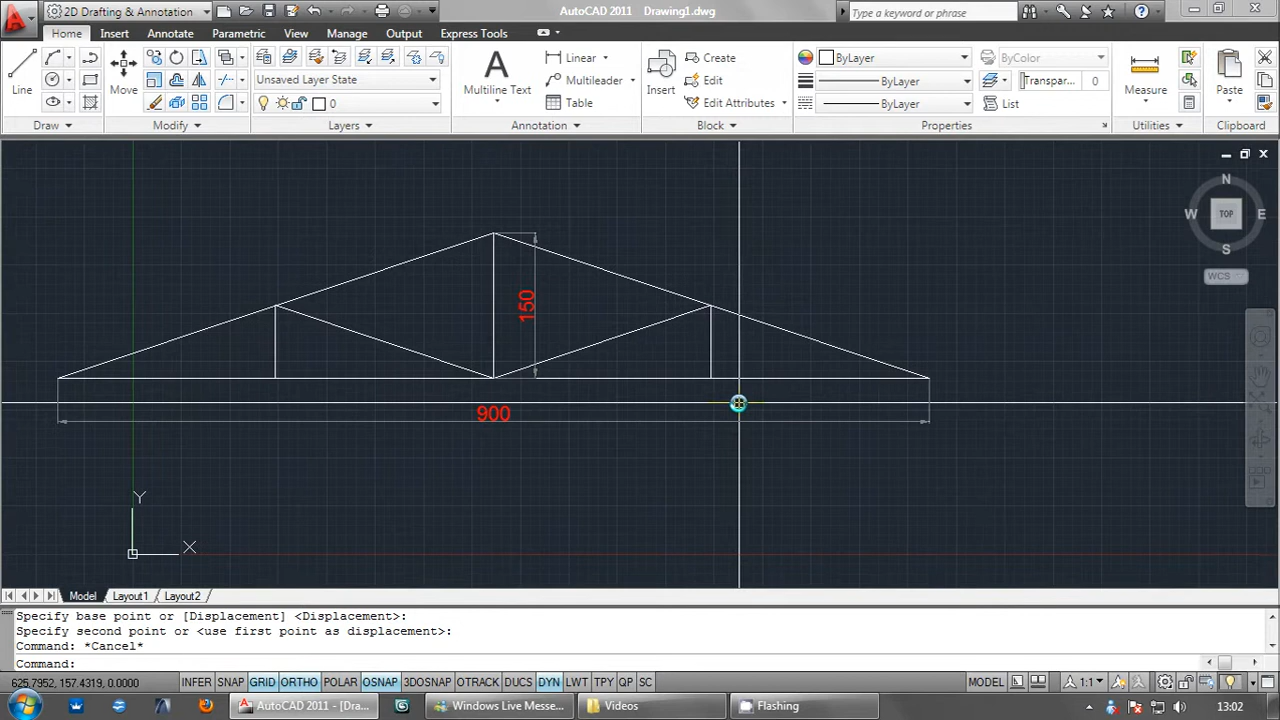 2D Drafting & Annotation
AutoCAD 2011 Drawing1.dwg
Type a keyword or phrase
Home Insert Annotate Parametric View Manage Output Express Tools
Line
Move
Unsaved Layer State
0
Multiline Text
Linear
Multileader
Table
Insert
Create
Edit
Edit Attributes
ByLayer
ByLayer
ByLayer
ByColor
Transpar... 0
List
Measure
Paste
Draw Modify Layers Annotation Block Properties Utilities Clipboard
N
W TOP E
S
WCS
150
900
Y
X
Model Layout1 Layout2
Specify base point or [Displacement] <Displacement>:
Specify second point or <use first point as displacement>:
Command: *Cancel*
Command:
625.7952, 157.4319, 0.0000 INFER SNAP GRID ORTHO POLAR OSNAP 3DOSNAP OTRACK DUCS DYN LWT TPY QP SC MODEL 1:1
AutoCAD 2011 - [Dra... Windows Live Messe... Videos Flashing 13:02